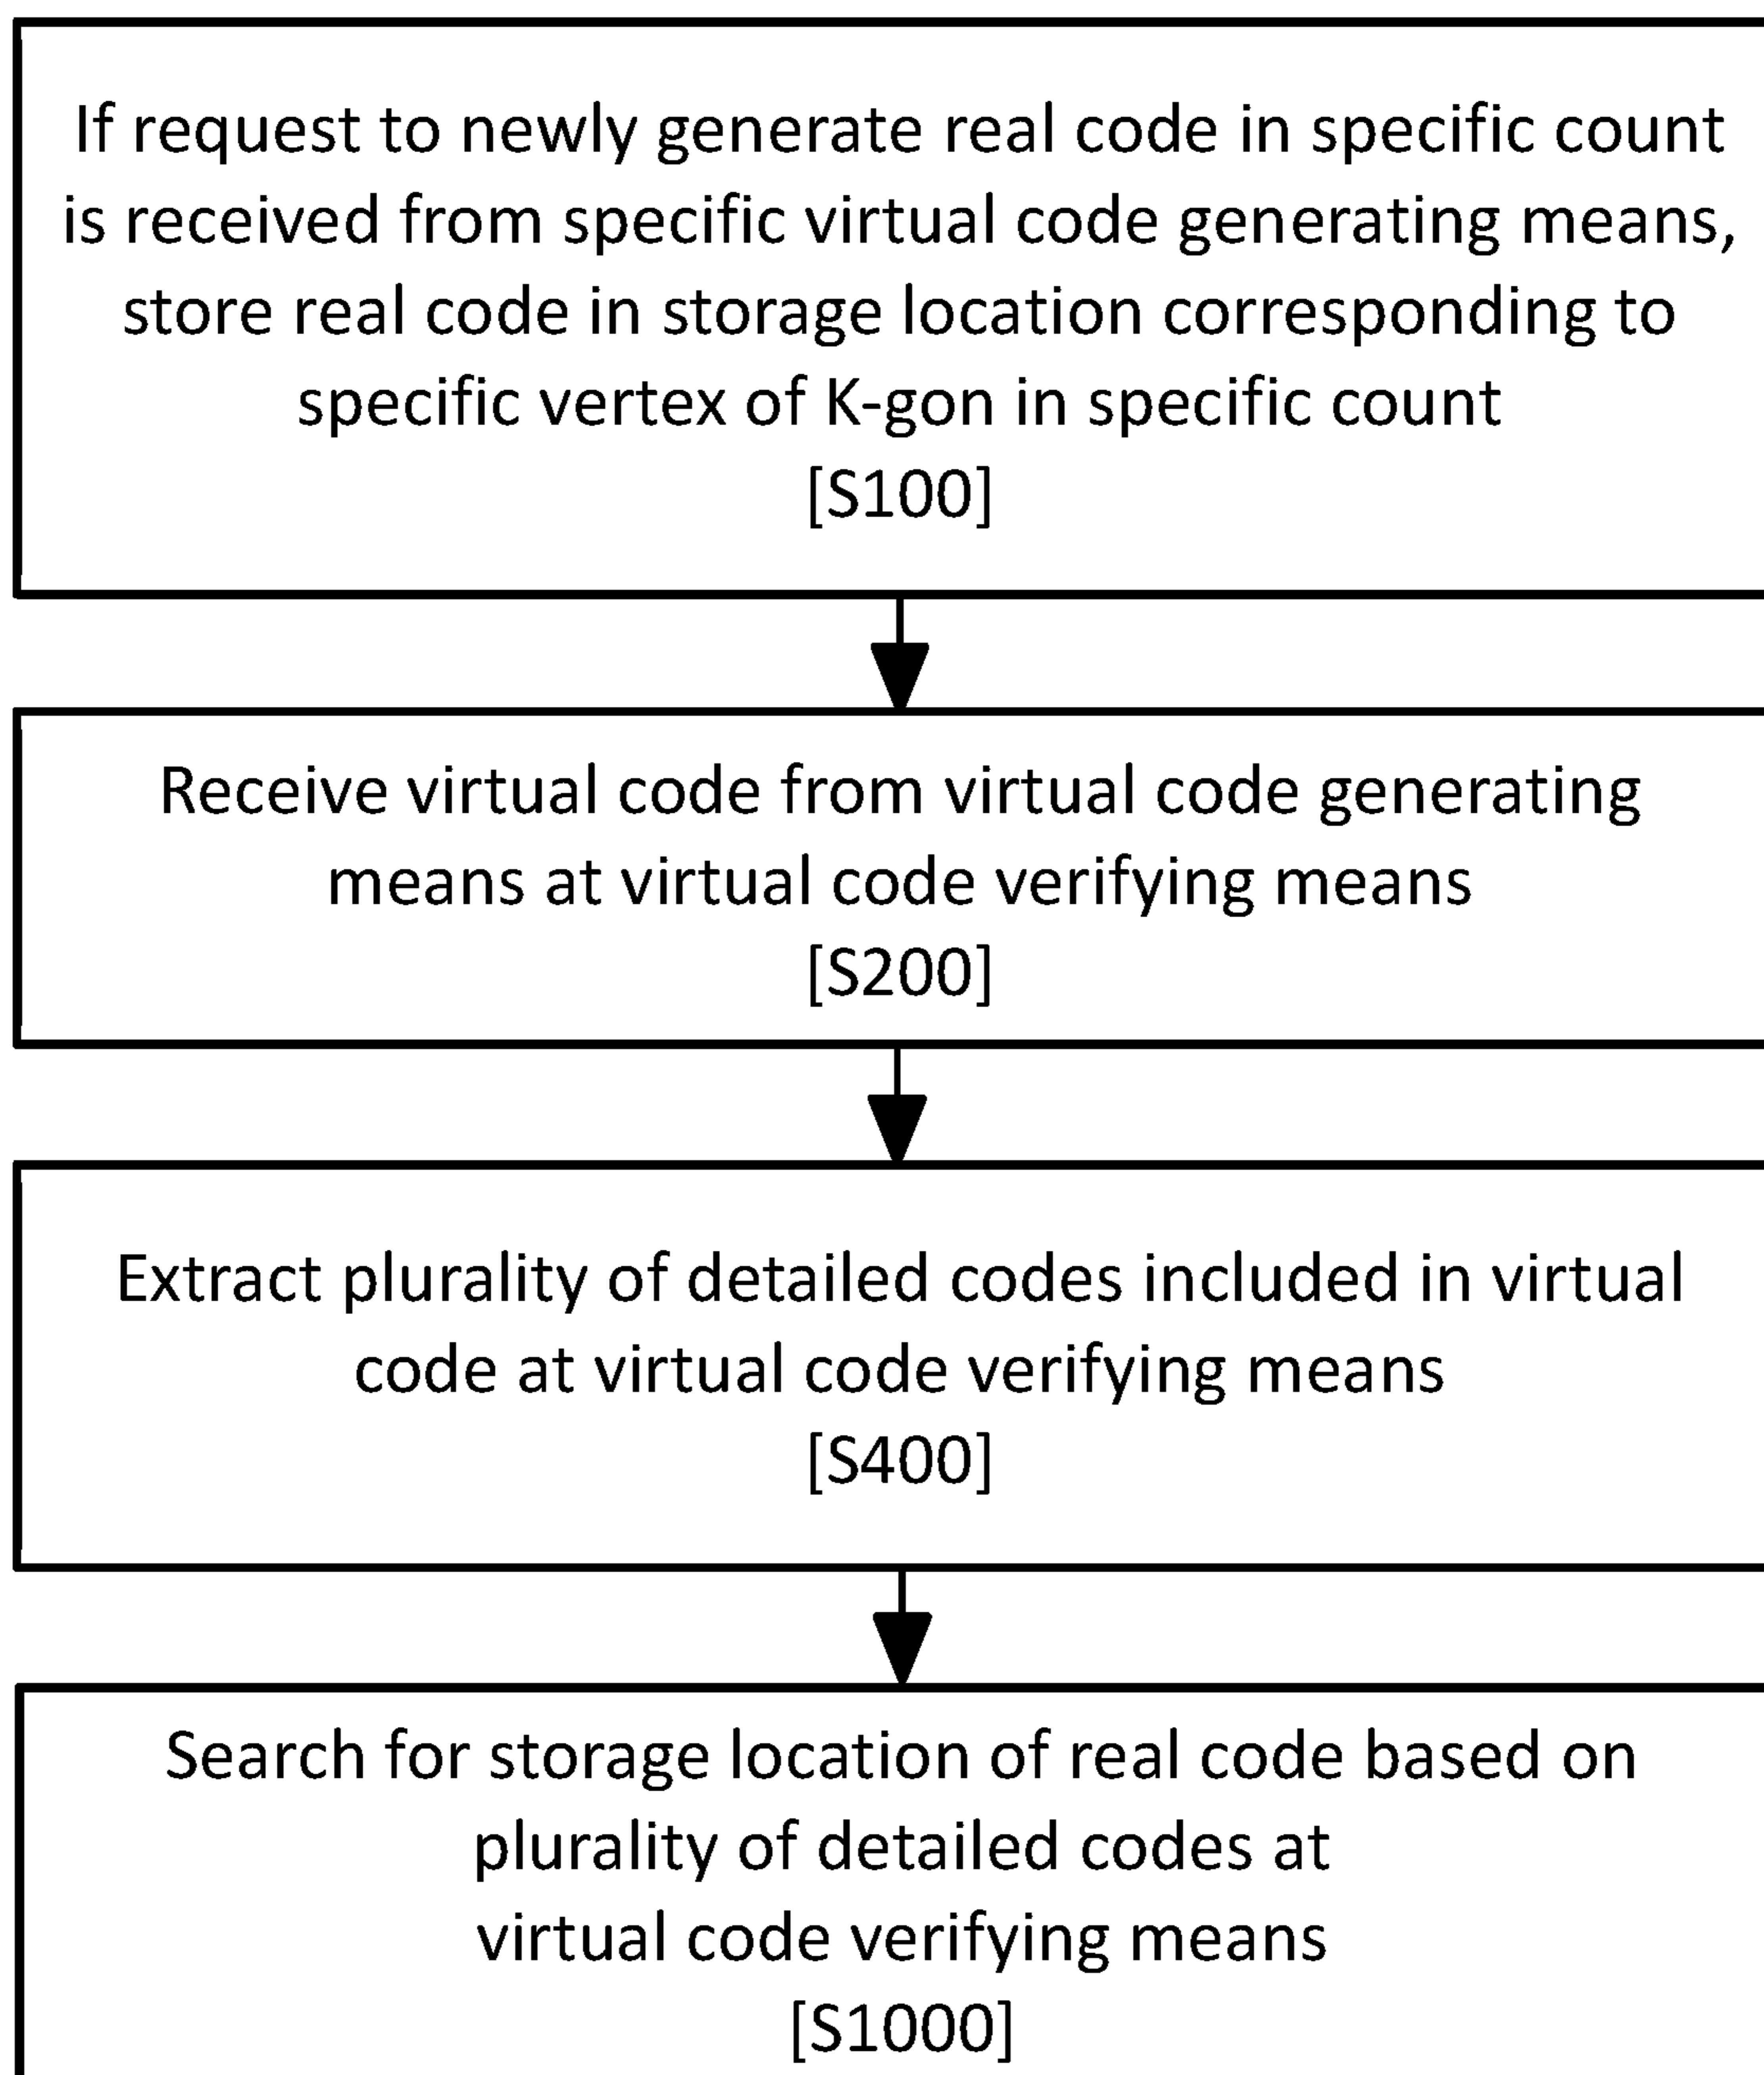 If request to newly generate real code in specific count
is received from specific virtual code generating means,
store real code in storage location corresponding to
specific vertex of K-gon in specific count
[S100]
Receive virtual code from virtual code generating
means at virtual code verifying means
[S200]
Extract plurality of detailed codes included in virtual
code at virtual code verifying means
[S400]
Search for storage location of real code based on
plurality of detailed codes at
virtual code verifying means
[S1000]